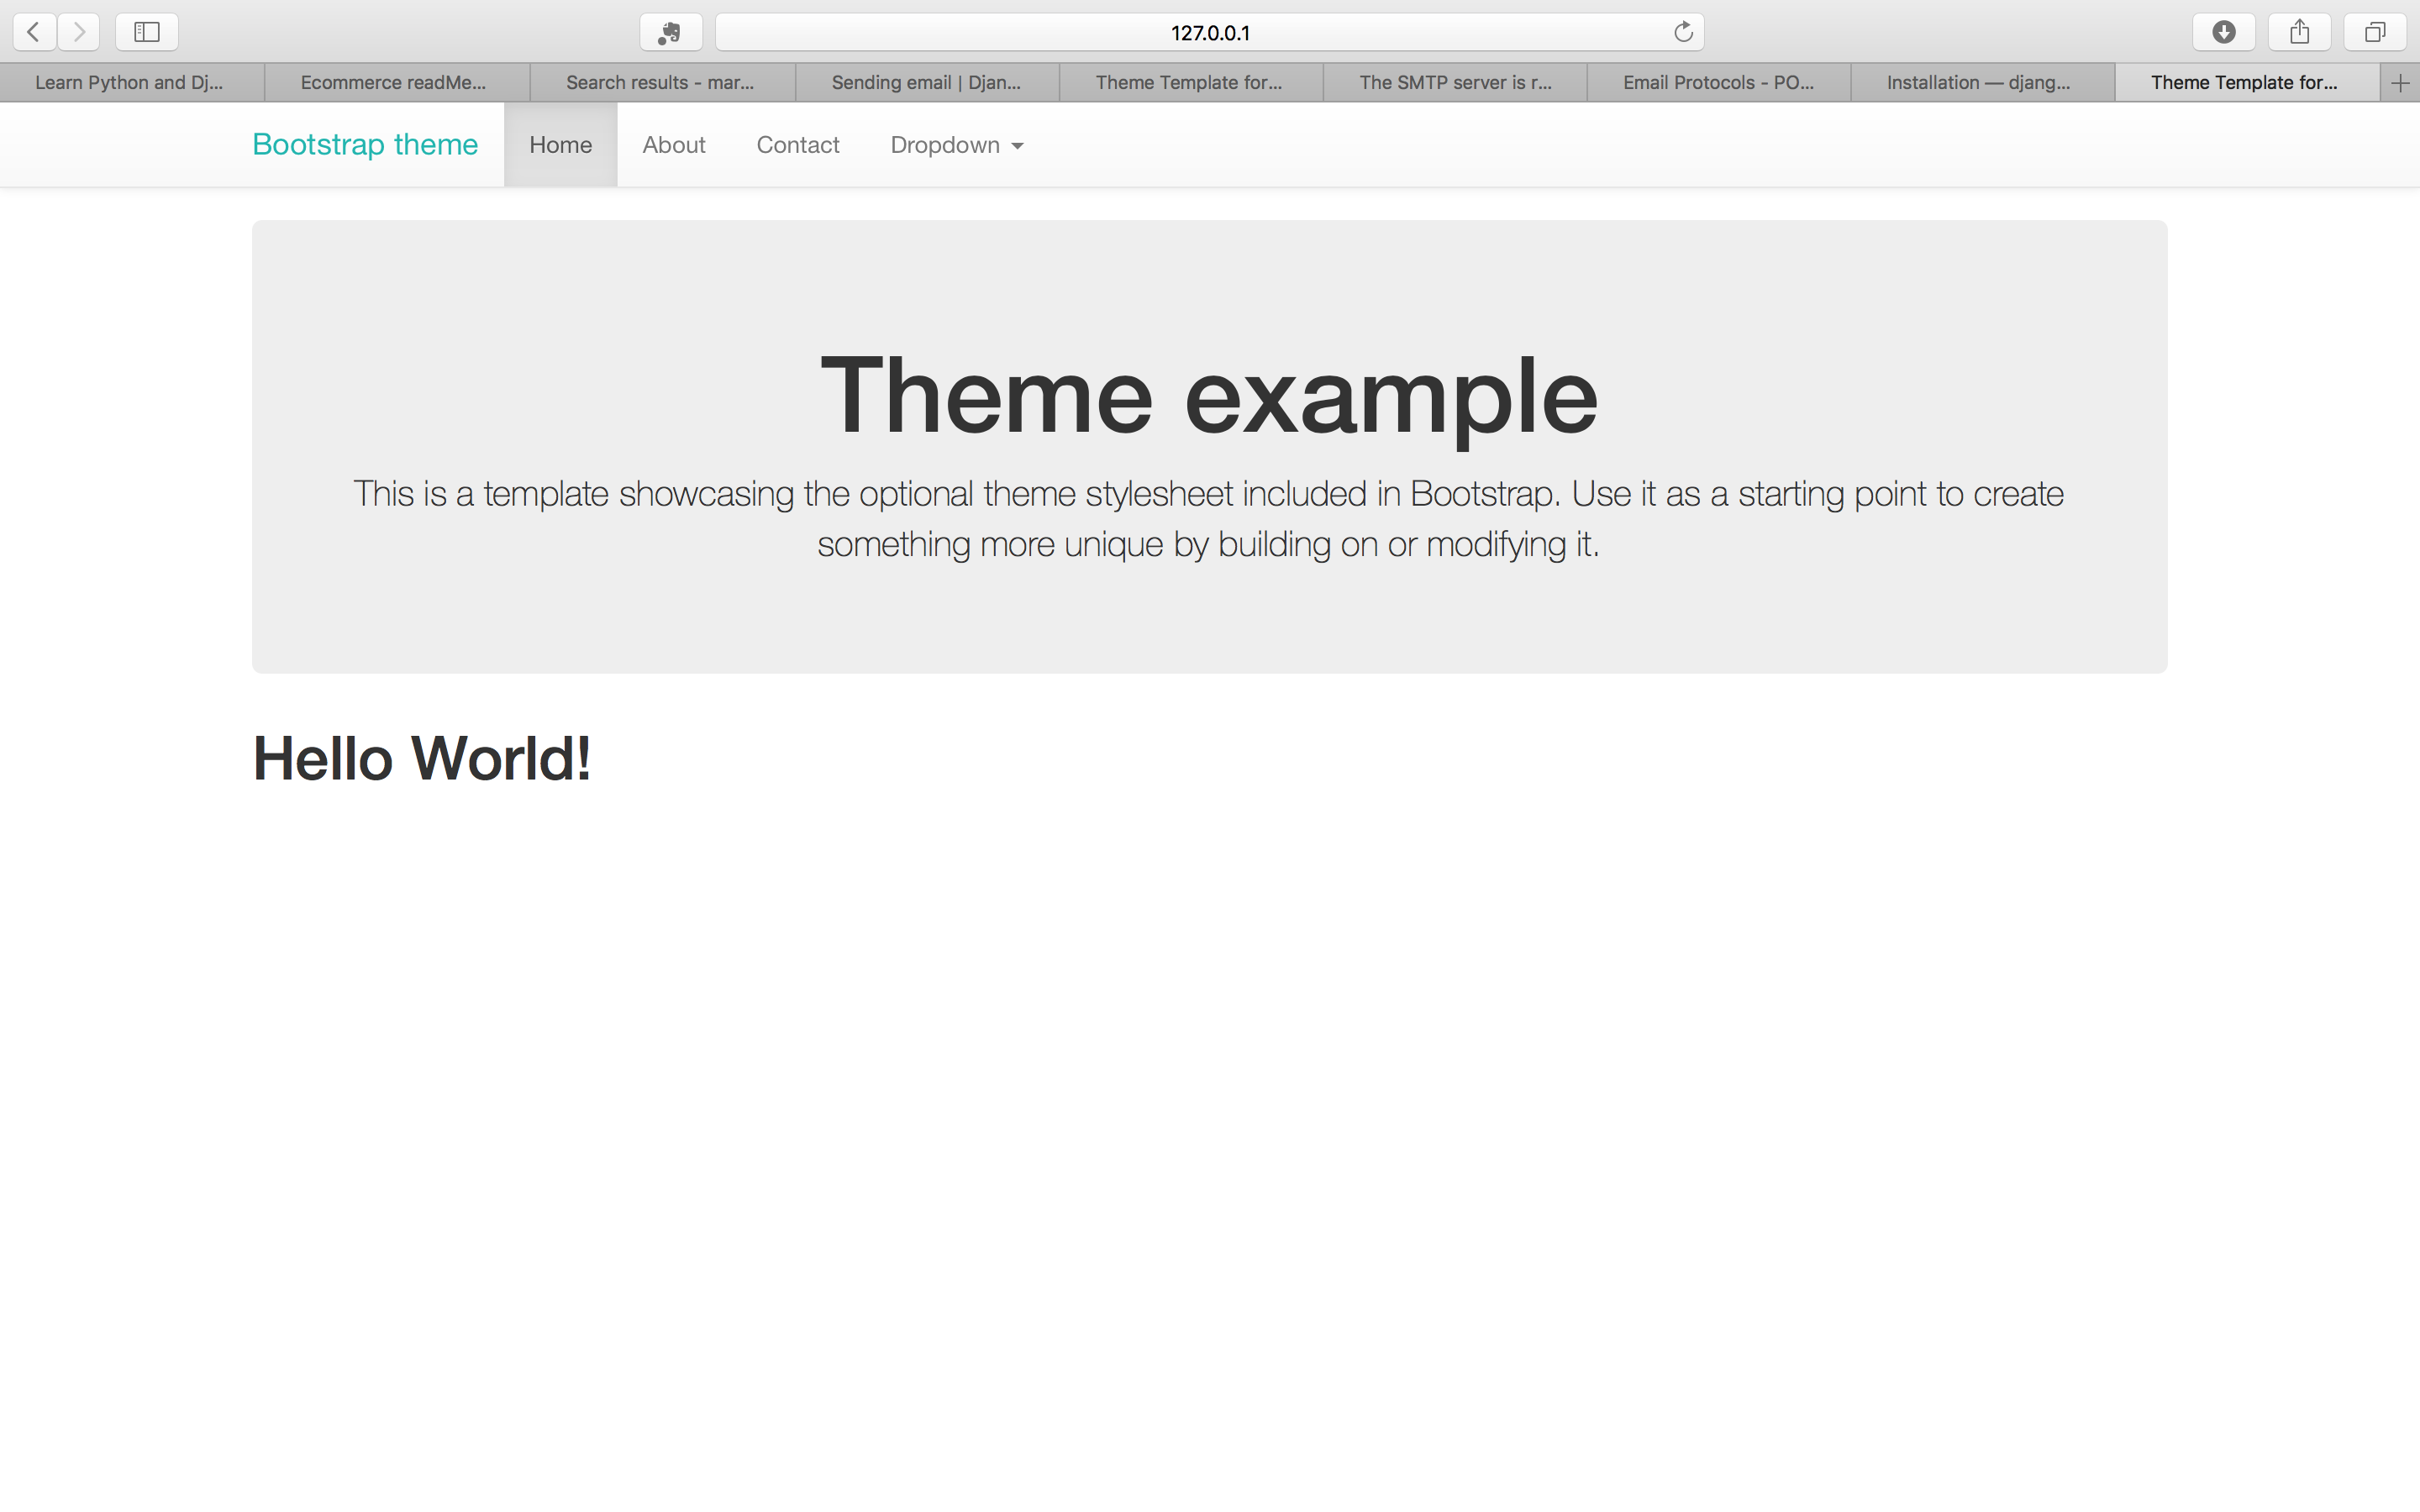 127.0.0.1
Learn Python and Dj...
Ecommerce readMe...
Search results - mar...
Sending email | Djan...
Theme Template for...
The SMTP server is r...
Email Protocols - PO...
Installation — djang...
Theme Template for...
Bootstrap theme
Home
About
Contact
Dropdown
Theme example
This is a template showcasing the optional theme stylesheet included in Bootstrap. Use it as a starting point to create
something more unique by building on or modifying it.
Hello World!